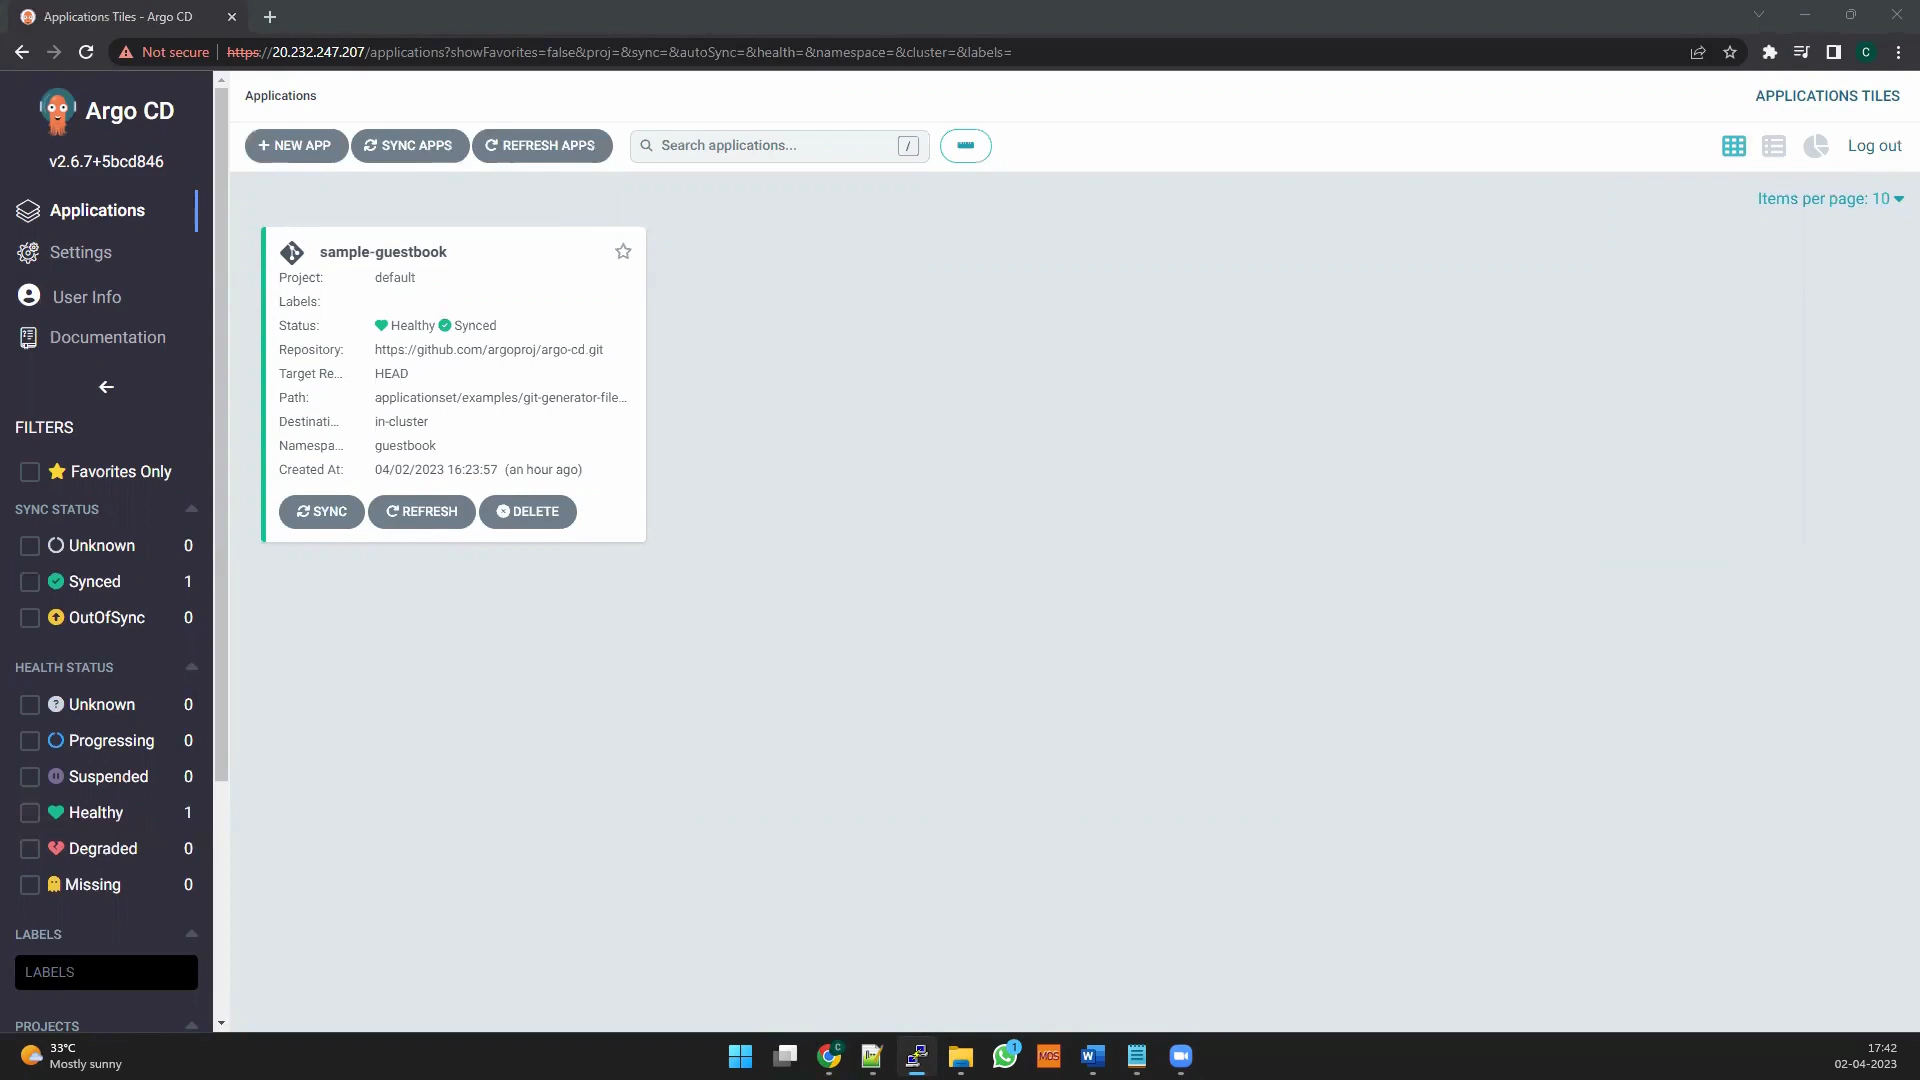 Applications Tiles - Argo CD
Not secure
https://20.232.247.207/applications?showFavorites=false&proj=&sync=&autoSync=&health=&namespace=&cluster=&labels=
C
Argo CD
v2.6.7+5bcd846
Applications
Settings
User Info
Documentation
FILTERS
Favorites Only
SYNC STATUS
Unknown 0
Synced 1
OutOfSync 0
HEALTH STATUS
Unknown 0
Progressing 0
Suspended 0
Healthy 1
Degraded 0
Missing 0
LABELS
LABELS
PROJECTS
Applications
APPLICATIONS TILES
NEW APP
SYNC APPS
REFRESH APPS
Search applications...
/
Log out
Items per page: 10
sample-guestbook
Project: default
Labels:
Status: Healthy Synced
Repository: https://github.com/argoproj/argo-cd.git
Target Re... HEAD
Path: applicationset/examples/git-generator-file...
Destinati... in-cluster
Namespa... guestbook
Created At: 04/02/2023 16:23:57 (an hour ago)
SYNC
REFRESH
DELETE
33°C
Mostly sunny
C
1
MOS
W
17:42
02-04-2023